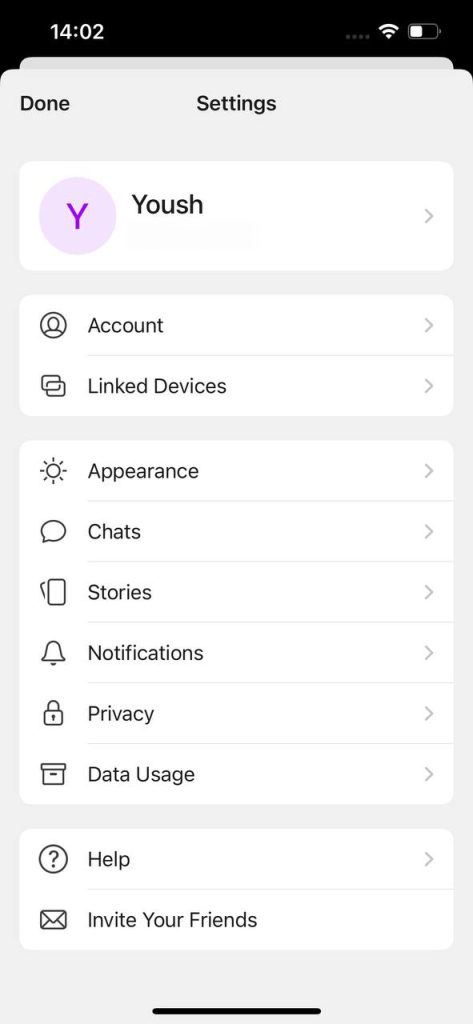 14:02
Done
Settings
Y
Yoush
Account
Linked Devices
Appearance
Chats
Stories
Notifications
Privacy
Data Usage
Help
Invite Your Friends